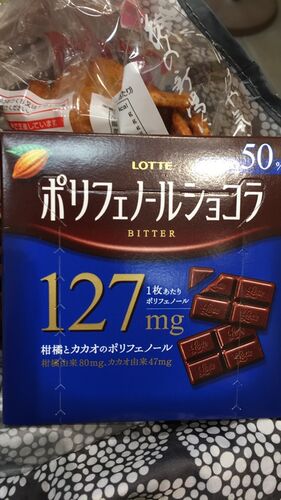 LOTTE
50%
ポリフェノールショコラ
BITTER
127mg
1枚あたり
ポリフェノール
柑橘とカカオのポリフェノール
柑橘由来80mg、カカオ由来47mg